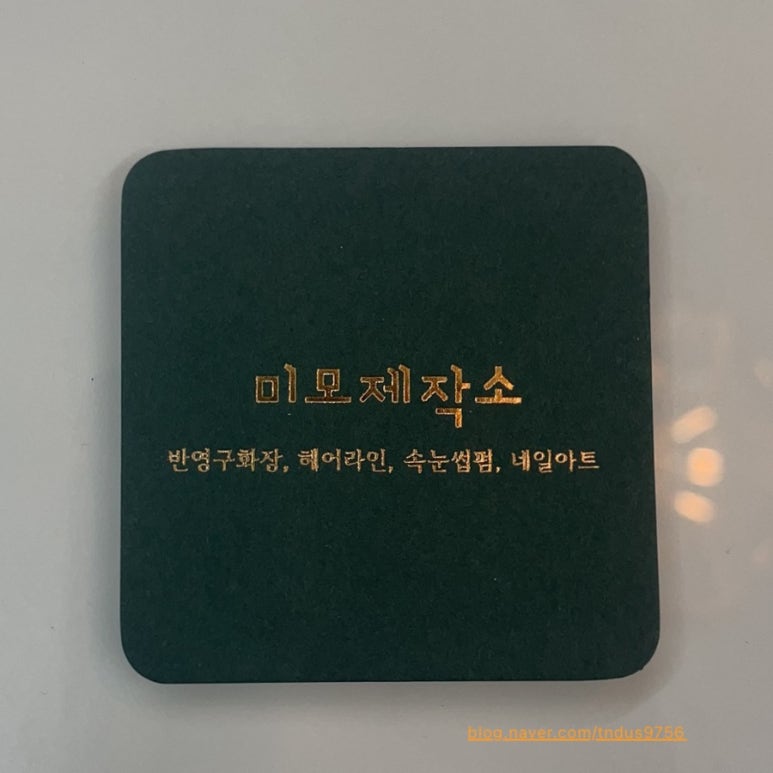 미모제작소
반영구화장, 헤어라인, 속눈썹펌, 네일아트
blog.naver.com/tndus9756